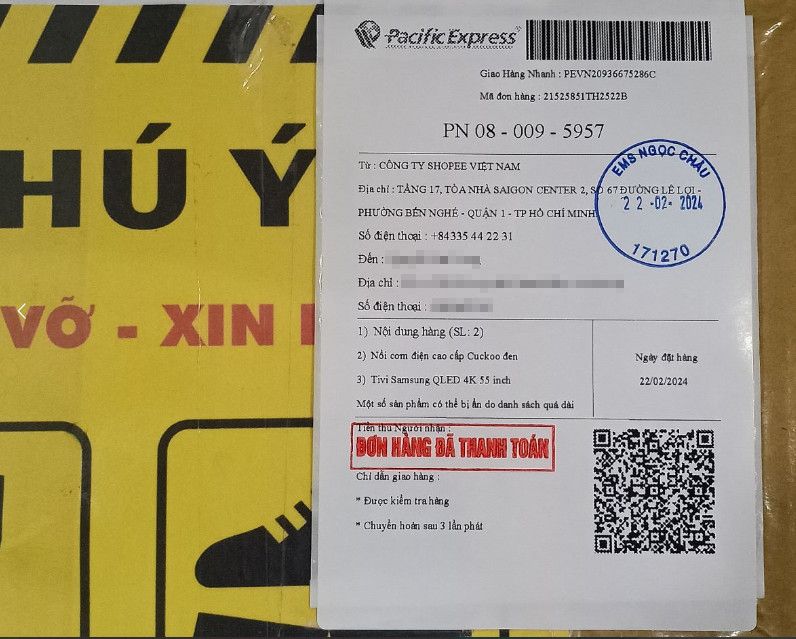 HÚ Ý
VỠ - XIN
Pacific Express
Giao Hàng Nhanh : PEVN20936675286C
Mã đơn hàng : 21525851TH2522B
PN 08 - 009 - 5957
Từ : CÔNG TY SHOPEE VIỆT NAM
Địa chỉ : TẦNG 17, TÒA NHÀ SAIGON CENTER 2, SỐ 67 ĐƯỜNG LÊ LỢI -
PHƯỜNG BẾN NGHÉ - QUẬN 1 - TP HỒ CHÍ MINH
EMS NGỌC CHÂU
22-02-2024
171270
Số điện thoại : +84335 44 22 31
Đến :
Địa chỉ :
Số điện thoại :
1) Nội dung hàng (SL: 2)
2) Nồi cơm điện cao cấp Cuckoo đen
3) Tivi Samsung QLED 4K 55 inch
Một số sản phẩm có thể bị ẩn do danh sách quá dài
Ngày đặt hàng
22/02/2024
Tiền thu Người nhận :
ĐƠN HÀNG ĐÃ THANH TOÁN
Chỉ dẫn giao hàng :
* Được kiểm tra hàng
* Chuyển hoàn sau 3 lần phát